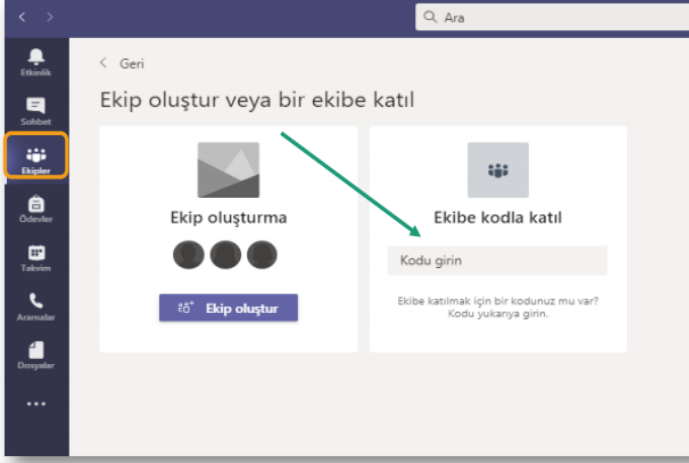 Ara
Etkinlik
Sohbet
Ekipler
Ödevler
Takvim
Aramalar
Dosyalar
Geri
Ekip oluştur veya bir ekibe katıl
Ekip oluşturma
Ekip oluştur
Ekibe kodla katıl
Kodu girin
Ekibe katılmak için bir kodunuz mu var?
Kodu yukarıya girin.